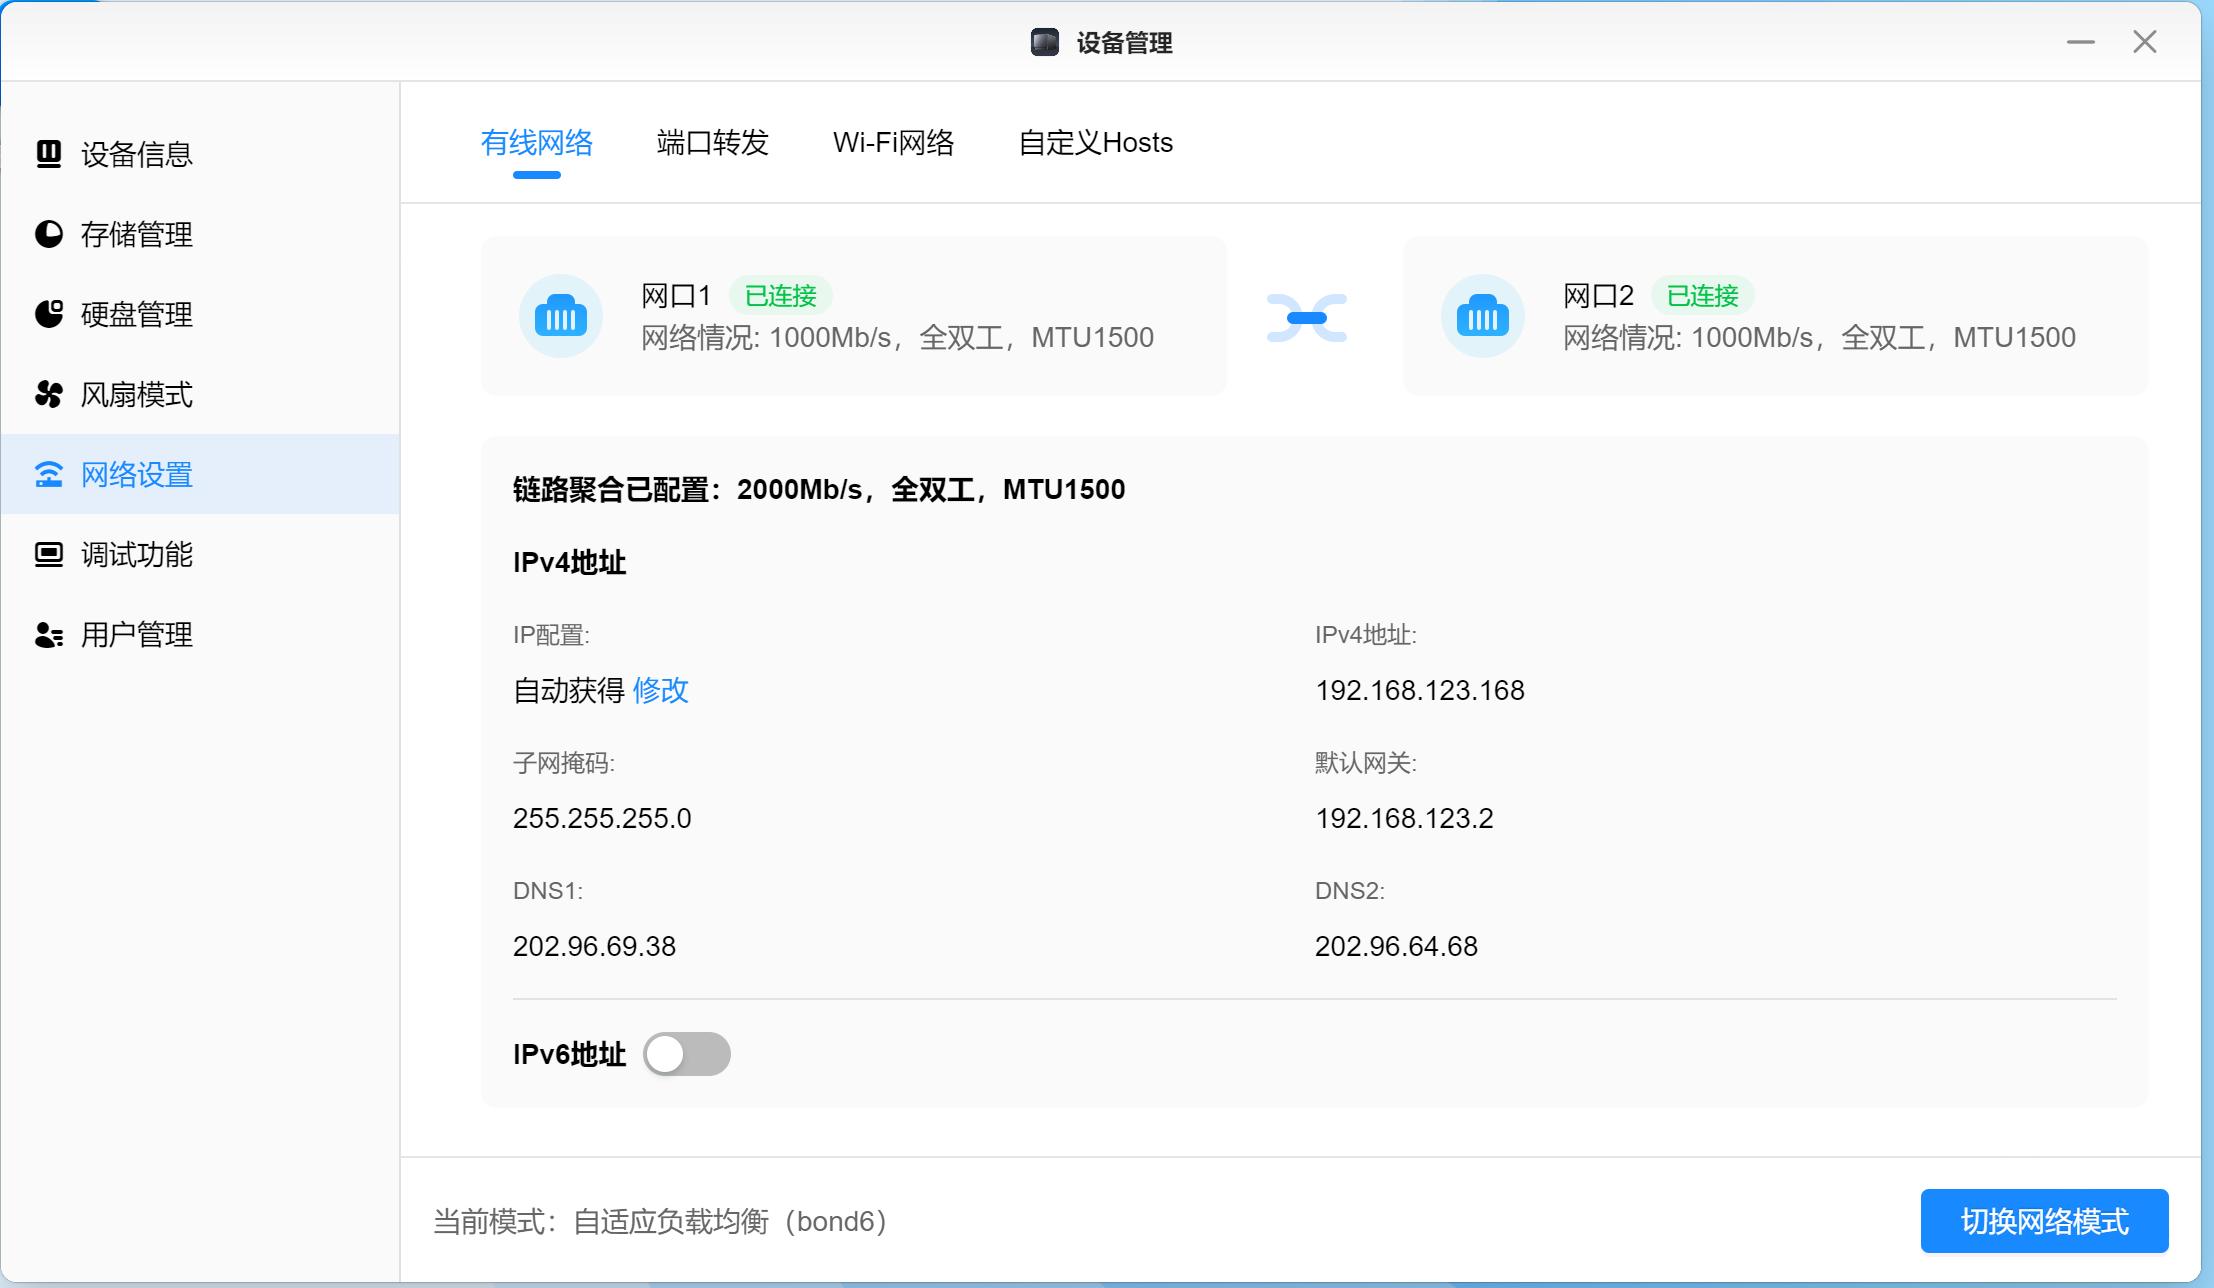 设备管理
设备信息
存储管理
硬盘管理
风扇模式
网络设置
调试功能
用户管理
有线网络
端口转发
Wi-Fi网络
自定义Hosts
网口1 已连接
网络情况: 1000Mb/s，全双工，MTU1500
网口2 已连接
网络情况: 1000Mb/s，全双工，MTU1500
链路聚合已配置：2000Mb/s，全双工，MTU1500
IPv4地址
IP配置:
自动获得 修改
IPv4地址:
192.168.123.168
子网掩码:
255.255.255.0
默认网关:
192.168.123.2
DNS1:
202.96.69.38
DNS2:
202.96.64.68
IPv6地址
当前模式：自适应负载均衡（bond6）
切换网络模式